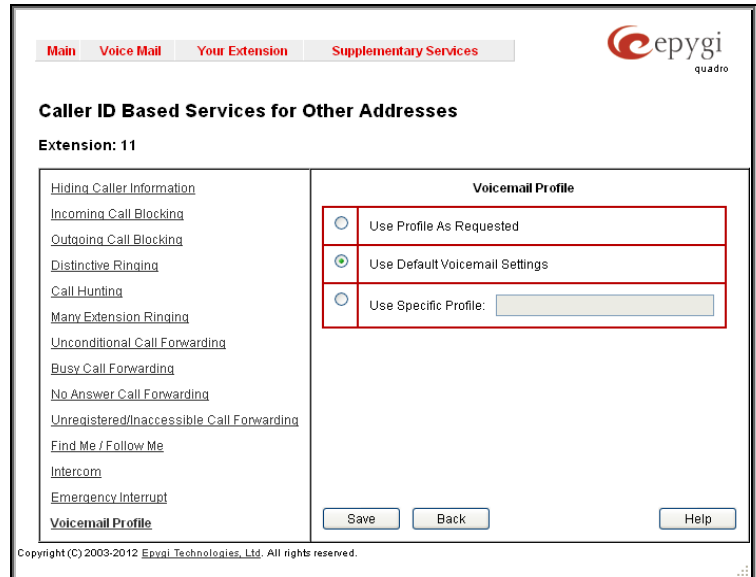 Main Voice Mail Your Extension Supplementary Services
epygi
quadro
Caller ID Based Services for Other Addresses
Extension: 11
Hiding Caller Information
Incoming Call Blocking
Outgoing Call Blocking
Distinctive Ringing
Call Hunting
Many Extension Ringing
Unconditional Call Forwarding
Busy Call Forwarding
No Answer Call Forwarding
Unregistered/Inaccessible Call Forwarding
Find Me / Follow Me
Intercom
Emergency Interrupt
Voicemail Profile
Voicemail Profile
Use Profile As Requested
Use Default Voicemail Settings
Use Specific Profile:
Save Back Help
Copyright (C) 2003-2012 Epygi Technologies, Ltd. All rights reserved.